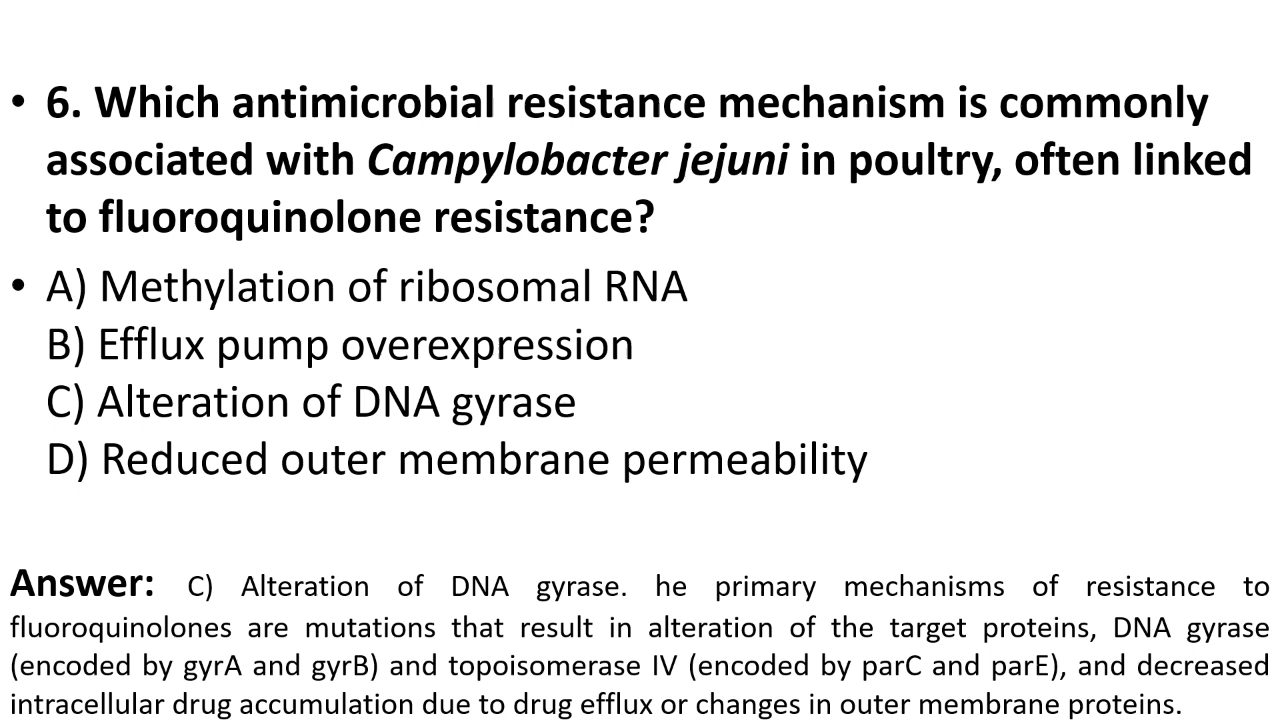 • 6. Which antimicrobial resistance mechanism is commonly
associated with Campylobacter jejuni in poultry, often linked
to fluoroquinolone resistance?
• A) Methylation of ribosomal RNA
B) Efflux pump overexpression
C) Alteration of DNA gyrase
D) Reduced outer membrane permeability
Answer: C) Alteration of DNA gyrase. he primary mechanisms of resistance to
fluoroquinolones are mutations that result in alteration of the target proteins, DNA gyrase
(encoded by gyrA and gyrB) and topoisomerase IV (encoded by parC and parE), and decreased
intracellular drug accumulation due to drug efflux or changes in outer membrane proteins.